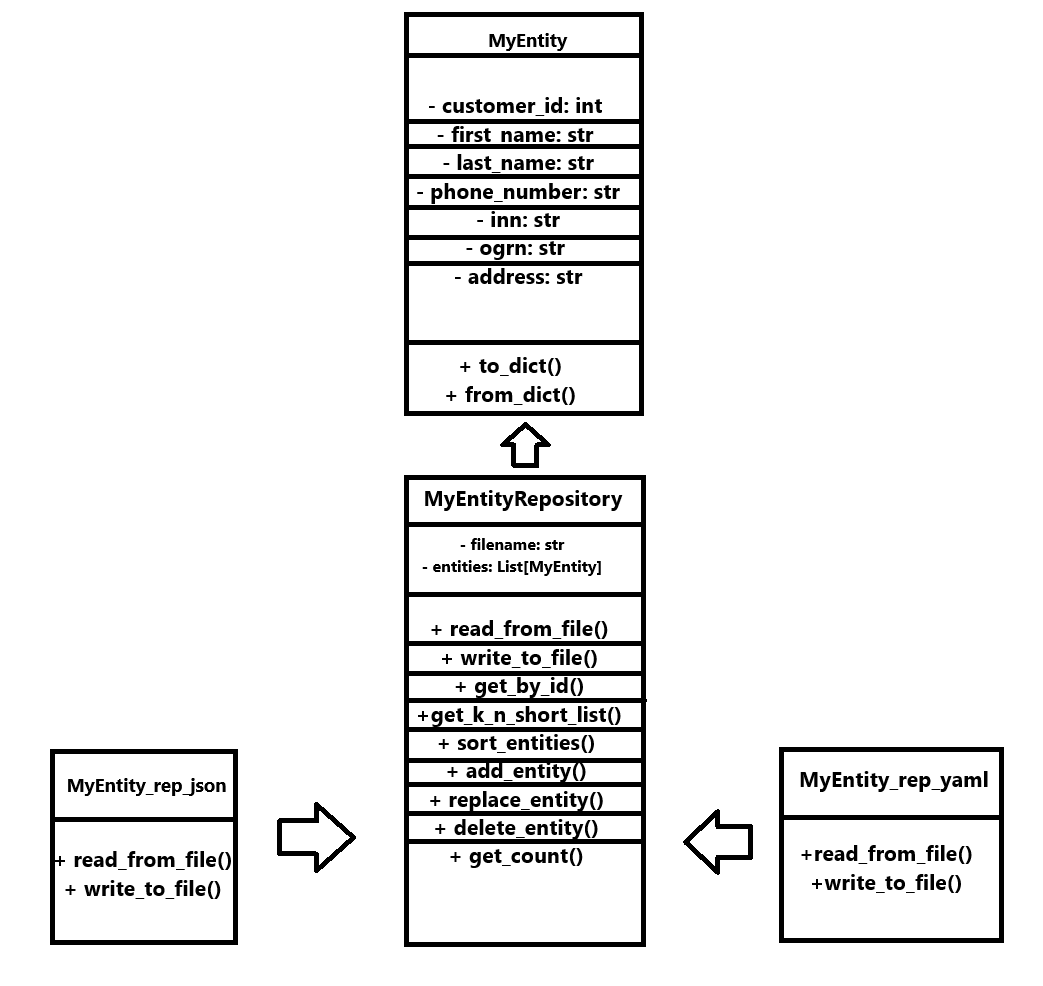 MyEntity
- customer_id: int
- first_name: str
- last_name: str
- phone_number: str
- inn: str
- ogrn: str
- address: str
+ to_dict()
+ from_dict()
MyEntityRepository
- filename: str
- entities: List[MyEntity]
+ read_from_file()
+ write_to_file()
+ get_by_id()
+get_k_n_short_list()
+ sort_entities()
+ add_entity()
+ replace_entity()
+ delete_entity()
+ get_count()
MyEntity_rep_json
+ read_from_file()
+ write_to_file()
MyEntity_rep_yaml
+read_from_file()
+write_to_file()